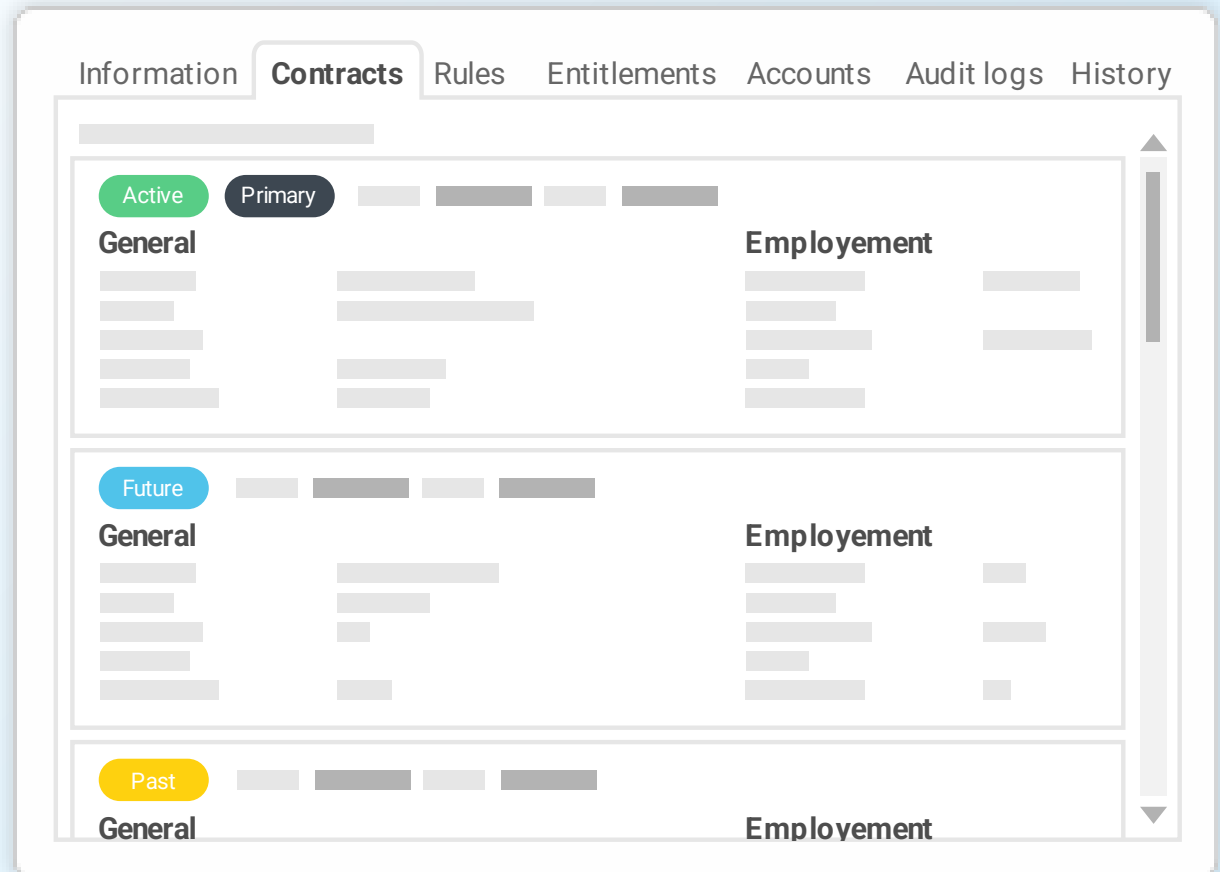 Information Contracts Rules Entitlements Accounts Audit logs History
Active Primary
General Employement
Future
General Employement
Past
General Employement